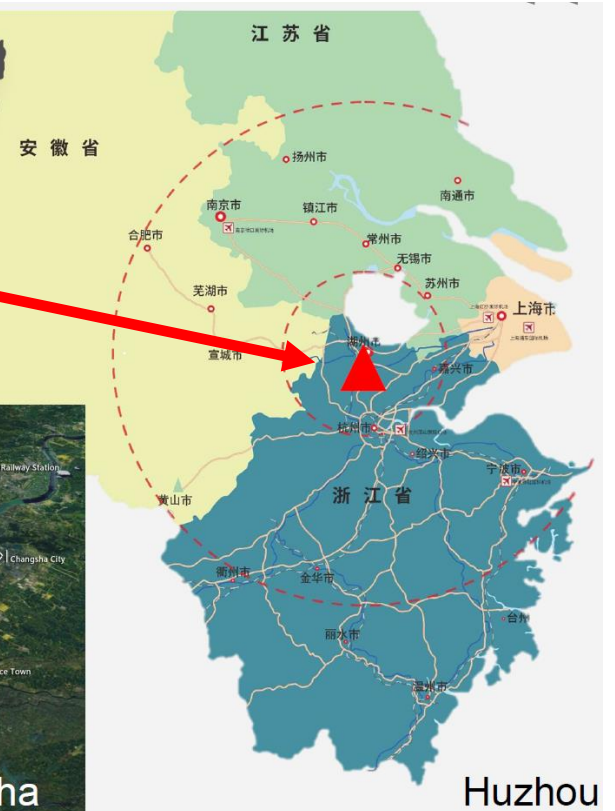 江 苏 省
安 徽 省
扬州市
南通市
南京市
镇江市
合肥市
常州市
无锡市
芜湖市
苏州市
上海市
宣城市
湖州市
嘉兴市
杭州市
绍兴市
宁波市
Railway Station
黄山市
浙 江 省
Changsha City
衢州市
金华市
台州
丽水市
ce Town
温州市
ha
Huzhou